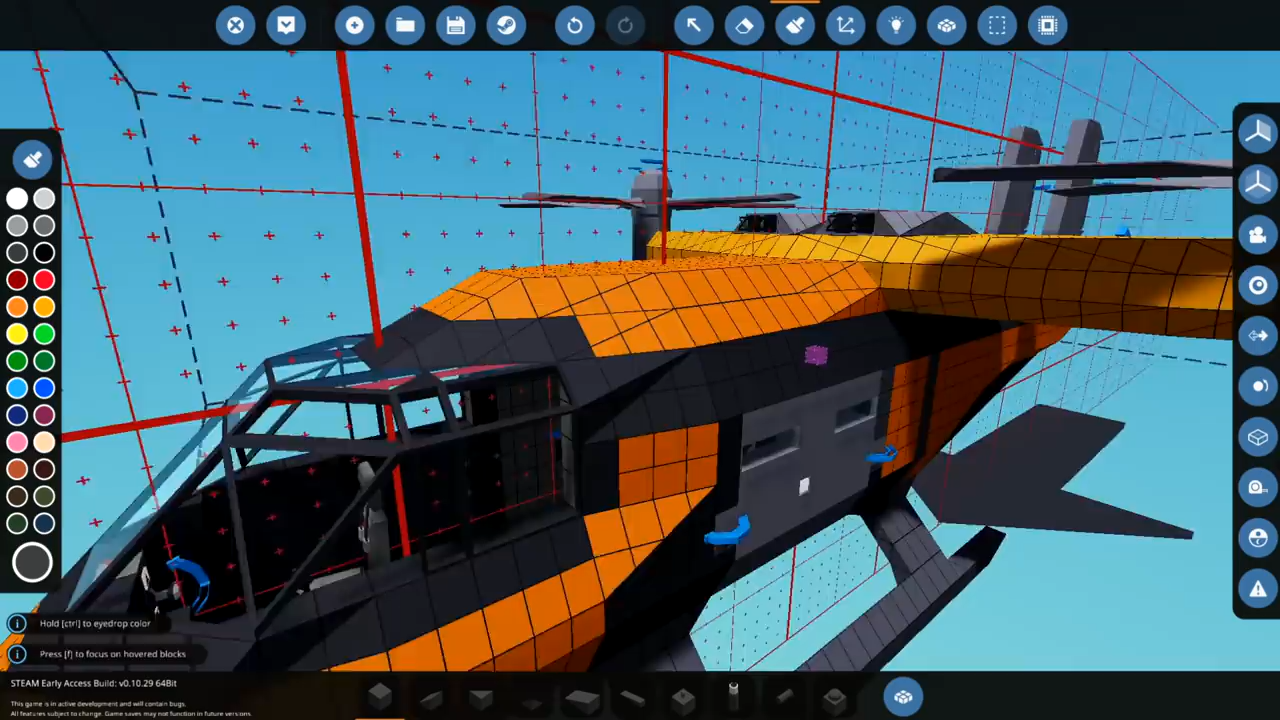 Hold [ctrl] to eyedrop color
Press [f] to focus on hovered blocks
STEAM Early Access Build: v0.10.29 64Bit
This game is in active development and will contain bugs.
All features subject to change. Game saves may not function in future versions.